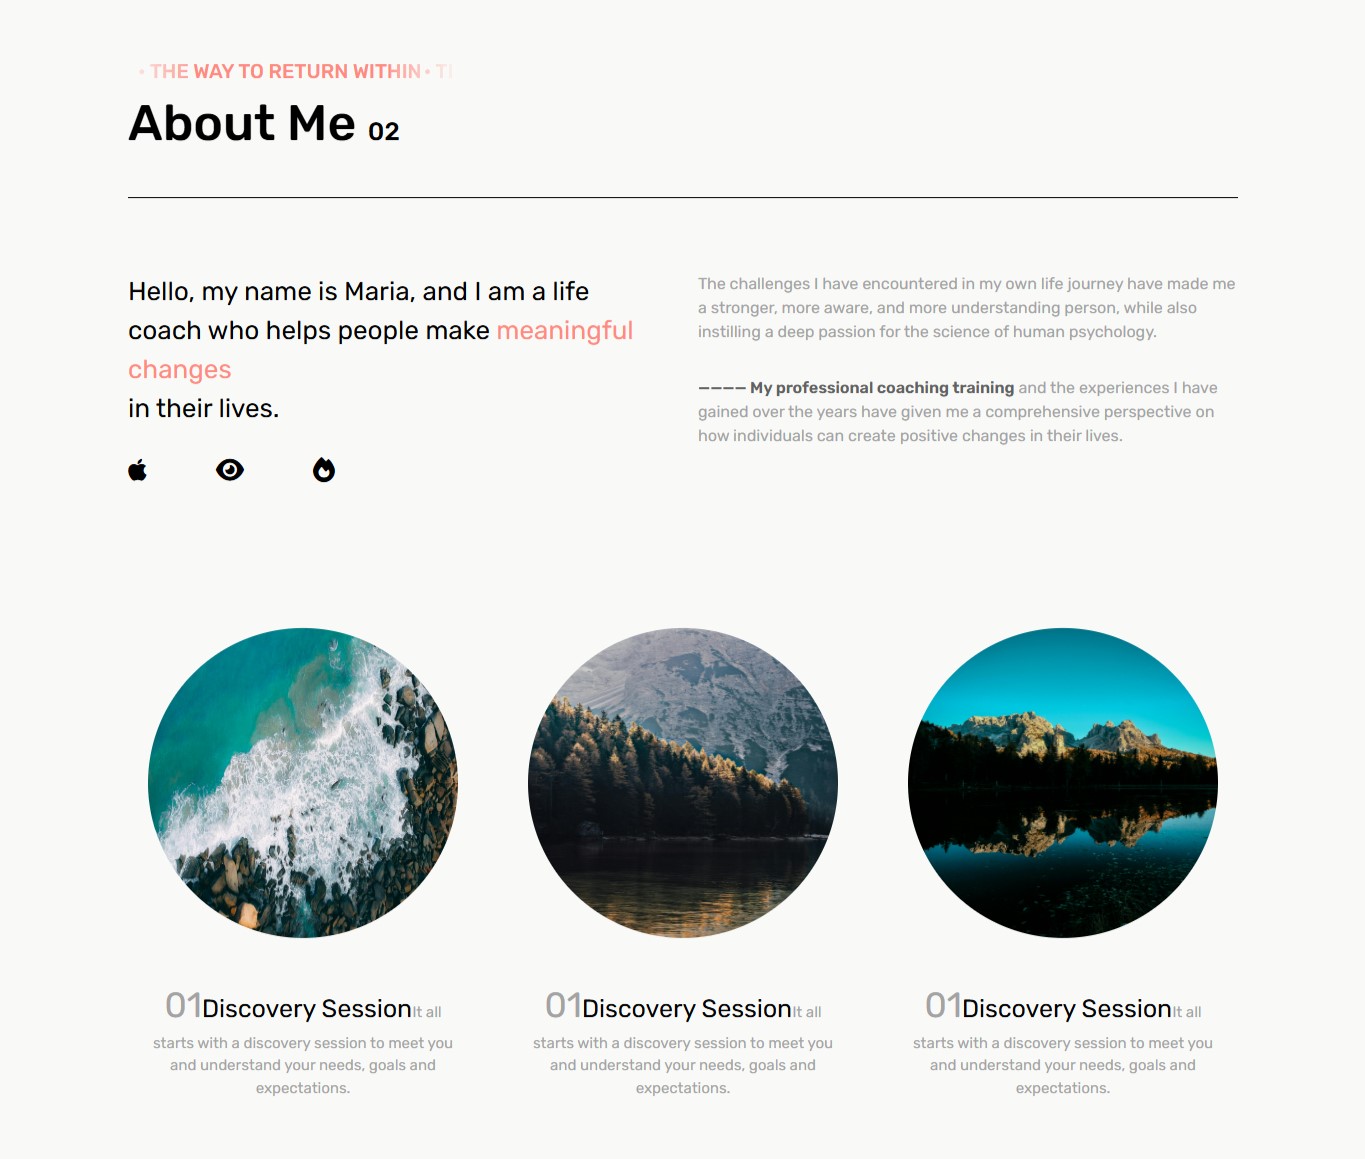 • THE WAY TO RETURN WITHIN •
About Me 02
Hello, my name is Maria, and I am a life
coach who helps people make meaningful
changes
in their lives.
The challenges I have encountered in my own life journey have made me
a stronger, more aware, and more understanding person, while also
instilling a deep passion for the science of human psychology.
———— My professional coaching training and the experiences I have
gained over the years have given me a comprehensive perspective on
how individuals can create positive changes in their lives.
01Discovery SessionIt all
starts with a discovery session to meet you
and understand your needs, goals and
expectations.
01Discovery SessionIt all
starts with a discovery session to meet you
and understand your needs, goals and
expectations.
01Discovery SessionIt all
starts with a discovery session to meet you
and understand your needs, goals and
expectations.